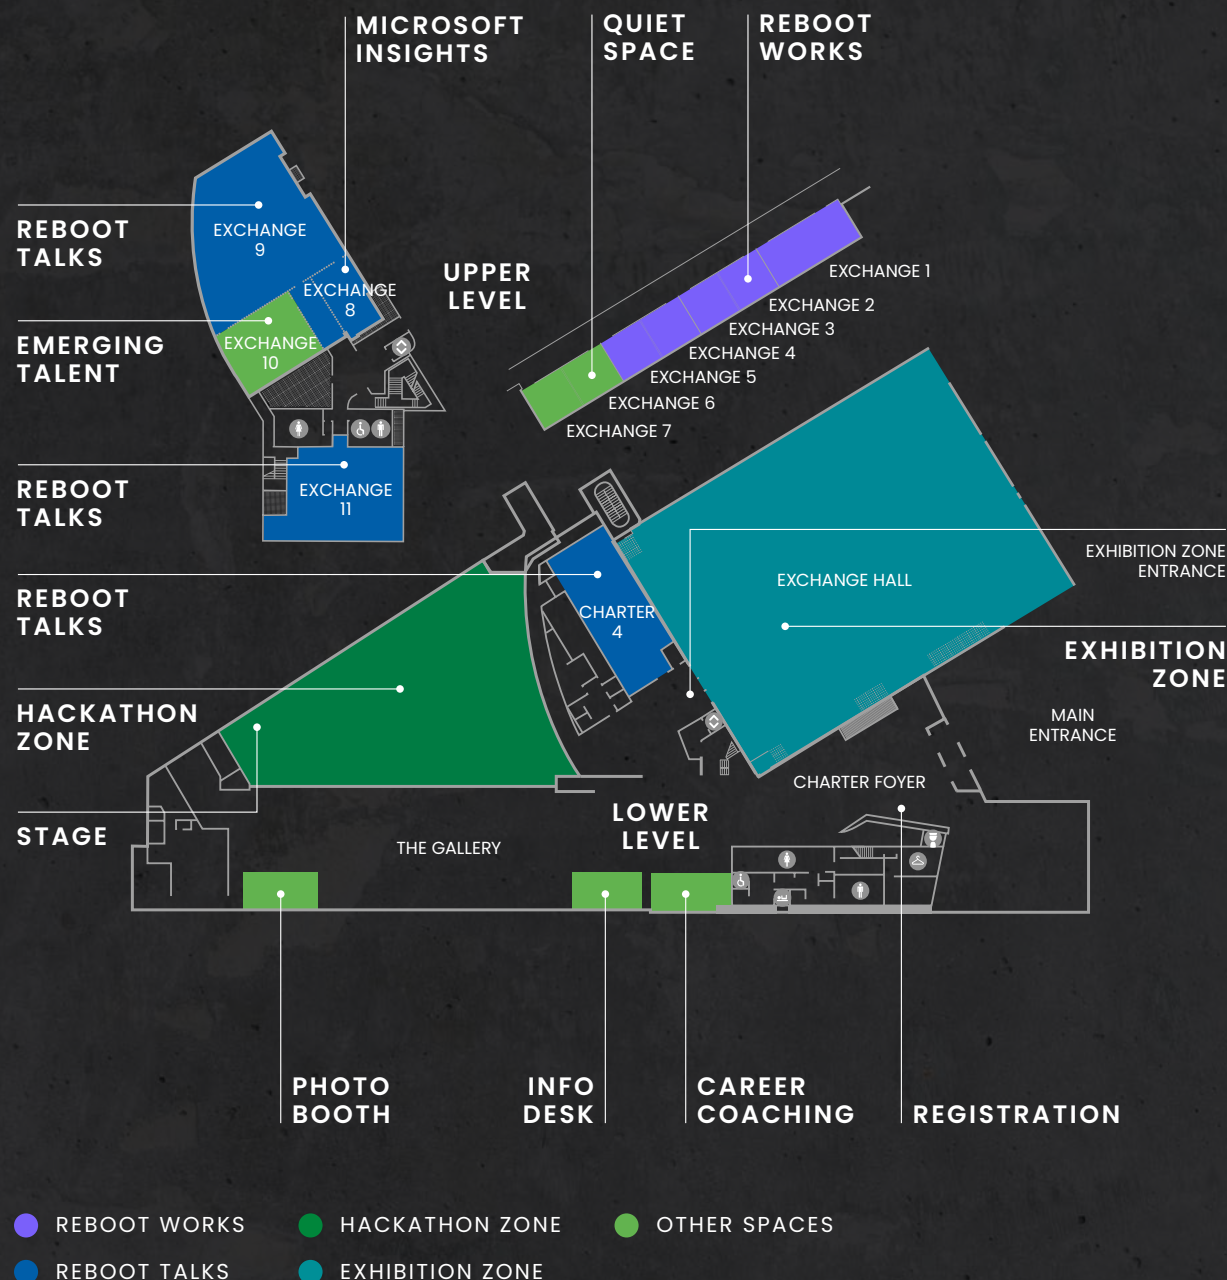 MICROSOFT
INSIGHTS
QUIET
SPACE
REBOOT
WORKS
REBOOT
TALKS
EXCHANGE
9
EXCHANGE
8
UPPER
LEVEL
EMERGING
TALENT
EXCHANGE
10
EXCHANGE 1
EXCHANGE 2
EXCHANGE 3
EXCHANGE 4
EXCHANGE 5
EXCHANGE 6
EXCHANGE 7
REBOOT
TALKS
EXCHANGE
11
REBOOT
TALKS
CHARTER
4
EXCHANGE HALL
EXHIBITION ZONE
ENTRANCE
EXHIBITION
ZONE
HACKATHON
ZONE
MAIN
ENTRANCE
CHARTER FOYER
STAGE
LOWER
LEVEL
THE GALLERY
PHOTO
BOOTH
INFO
DESK
CAREER
COACHING
REGISTRATION
REBOOT WORKS
HACKATHON ZONE
OTHER SPACES
REBOOT TALKS
EXHIBITION ZONE